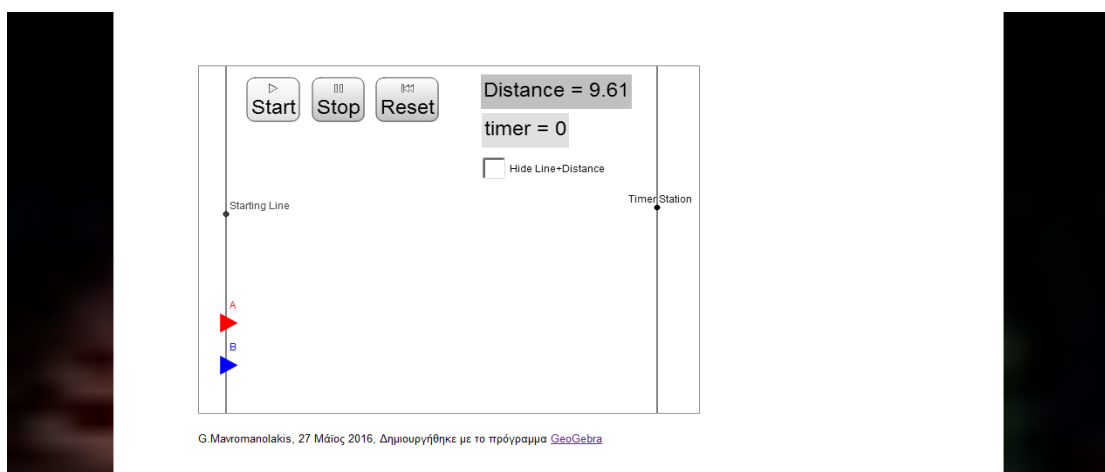 Start Stop Reset
Distance = 9.61
timer = 0
Hide Line+Distance
Starting Line
Timer Station
A
B
G.Mavromanolakis, 27 Μάϊος 2016, Δημιουργήθηκε με το πρόγραμμα GeoGebra